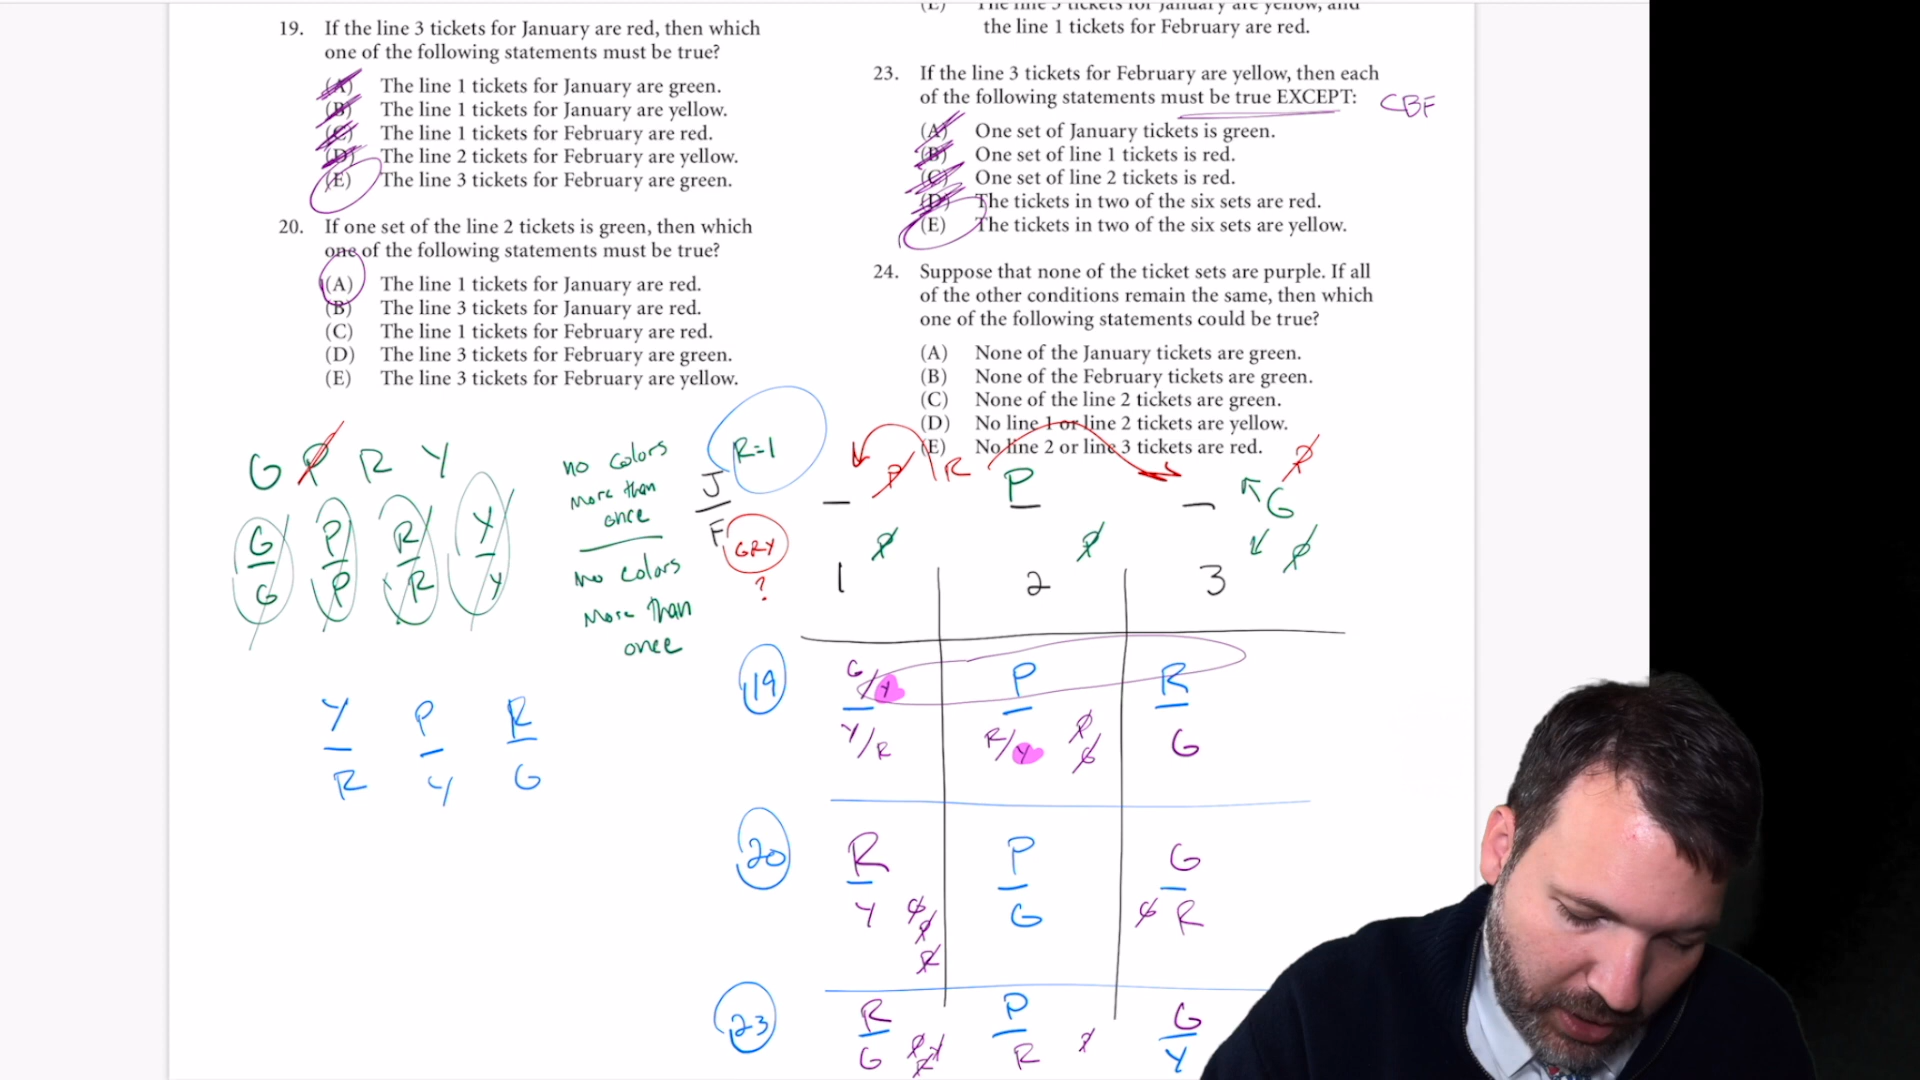 19. If the line 3 tickets for January are red, then which
one of the following statements must be true?
(A) The line 1 tickets for January are green.
(B) The line 1 tickets for January are yellow.
(C) The line 1 tickets for February are red.
(D) The line 2 tickets for February are yellow.
(E) The line 3 tickets for February are green.
20. If one set of the line 2 tickets is green, then which
one of the following statements must be true?
(A) The line 1 tickets for January are red.
(B) The line 3 tickets for January are red.
(C) The line 1 tickets for February are red.
(D) The line 3 tickets for February are green.
(E) The line 3 tickets for February are yellow.
(E) The line 3 tickets for January are yellow, and
the line 1 tickets for February are red.
23. If the line 3 tickets for February are yellow, then each
of the following statements must be true EXCEPT: CBF
(A) One set of January tickets is green.
(B) One set of line 1 tickets is red.
(C) One set of line 2 tickets is red.
(D) The tickets in two of the six sets are red.
(E) The tickets in two of the six sets are yellow.
24. Suppose that none of the ticket sets are purple. If all
of the other conditions remain the same, then which
one of the following statements could be true?
(A) None of the January tickets are green.
(B) None of the February tickets are green.
(C) None of the line 2 tickets are green.
(D) No line 1 or line 2 tickets are yellow.
(E) No line 2 or line 3 tickets are red.
G P R Y
G P R Y
G P R Y
no colors
more than
once
No colors
More Than
once
Y P R
R Y G
R=1
J
F
GRY
?
P R P G P
P P P
1 2 3
19
G/Y P R
Y/R R/Y G
20
R P G
Y G R
23
R P G
G R Y